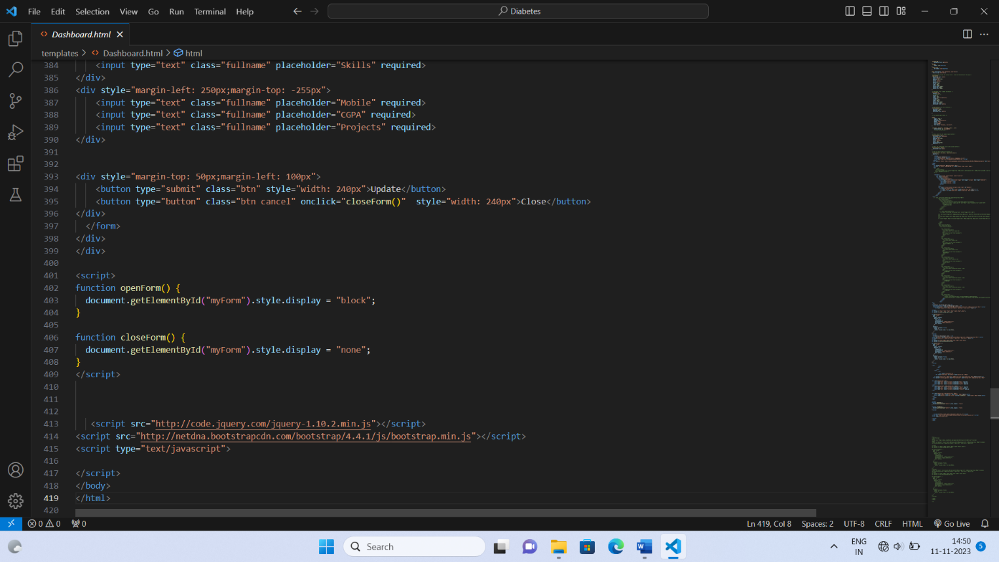 File Edit Selection View Go Run Terminal Help
Diabetes
Dashboard.html
templates > Dashboard.html > html
384 <input type="text" class="fullname" placeholder="Skills" required>
385 </div>
386 <div style="margin-left: 250px;margin-top: -255px">
387 <input type="text" class="fullname" placeholder="Mobile" required>
388 <input type="text" class="fullname" placeholder="CGPA" required>
389 <input type="text" class="fullname" placeholder="Projects" required>
390 </div>
391
392
393 <div style="margin-top: 50px;margin-left: 100px">
394 <button type="submit" class="btn" style="width: 240px">Update</button>
395 <button type="button" class="btn cancel" onclick="closeForm()"  style="width: 240px">Close</button>
396 </div>
397 </form>
398 </div>
399 </div>
400
401 <script>
402 function openForm() {
403 document.getElementById("myForm").style.display = "block";
404 }
405
406 function closeForm() {
407 document.getElementById("myForm").style.display = "none";
408 }
409 </script>
410
411
412
413 <script src="http://code.jquery.com/jquery-1.10.2.min.js"></script>
414 <script src="http://netdna.bootstrapcdn.com/bootstrap/4.4.1/js/bootstrap.min.js"></script>
415 <script type="text/javascript">
416
417 </script>
418 </body>
419 </html>
420
0 0 0 Ln 419, Col 8 Spaces: 2 UTF-8 CRLF HTML Go Live
Search
ENG
IN
14:50
11-11-2023
5